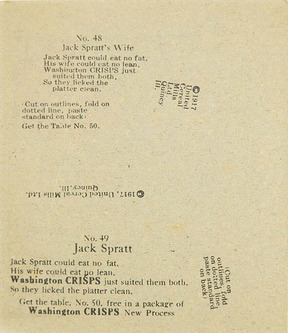 No. 48
Jack Spratt's Wife
Jack Spratt could eat no fat,
His wife could eat no lean,
Washington CRISPS just
suited them both,
So they licked the
platter clean.
(Cut on outlines, fold on
dotted line, paste
standard on back)
Get the Table No. 50.
©1917
United
Cereal
Mills
Ltd.
Quincy
Ill.
©1917, United Cereal Mills Ltd.
Quincy, Ill.
No. 49
Jack Spratt
Jack Spratt could eat no fat,
His wife could eat no lean,
Washington CRISPS just suited them both,
So they licked the platter clean.
Get the table, No. 50, free in a package of
Washington CRISPS New Process
(Cut on
outlines, fold
on dotted line,
paste standard
on back)